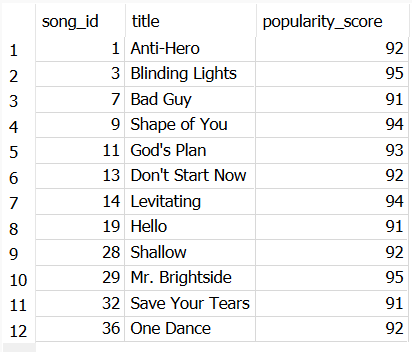 song_id title popularity_score
1 1 Anti-Hero 92
2 3 Blinding Lights 95
3 7 Bad Guy 91
4 9 Shape of You 94
5 11 God's Plan 93
6 13 Don't Start Now 92
7 14 Levitating 94
8 19 Hello 91
9 28 Shallow 92
10 29 Mr. Brightside 95
11 32 Save Your Tears 91
12 36 One Dance 92